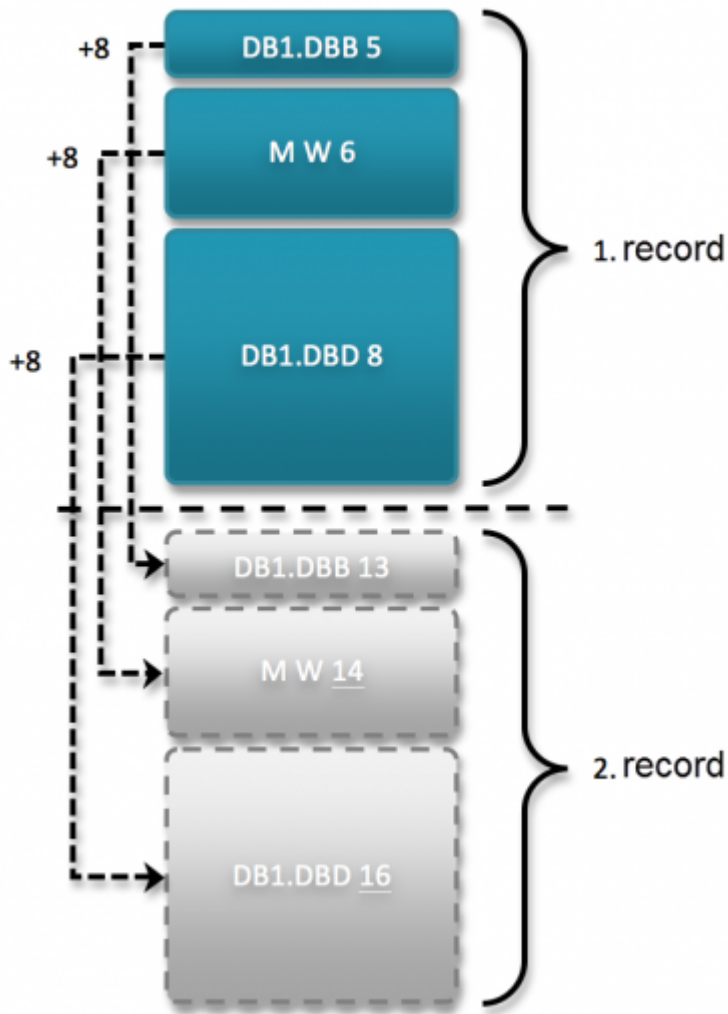 +8
DB1.DBB 5
+8
M W 6
1. record
+8
DB1.DBD 8
DB1.DBB 13
M W 14
2. record
DB1.DBD 16